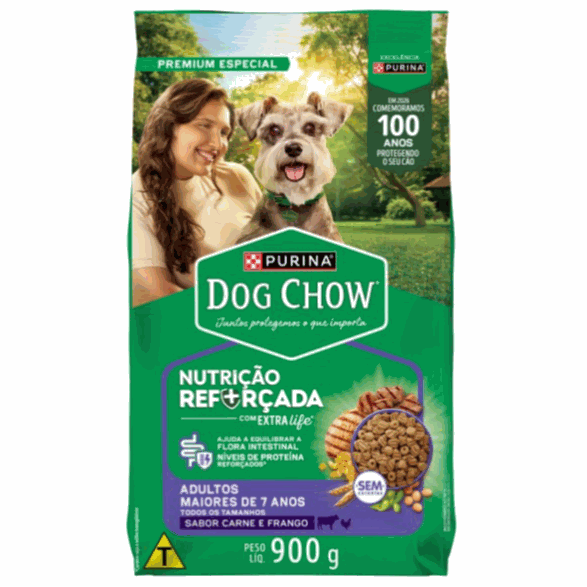 PREMIUM ESPECIAL
EXCELÊNCIA
PURINA
EM 2026
COMEMORAMOS
100
ANOS
PROTEGENDO
O SEU CÃO
PURINA®
DOG CHOW®
Juntos protegemos o que importa
NUTRIÇÃO
REFORÇADA
COM EXTRA life®
AJUDA A EQUILIBRAR A
FLORA INTESTINAL
NÍVEIS DE PROTEÍNA
REFORÇADOS*
SEM
ADULTOS
MAIORES DE 7 ANOS
TODOS OS TAMANHOS
SABOR CARNE E FRANGO
T
PESO
LÍQ.
900 g